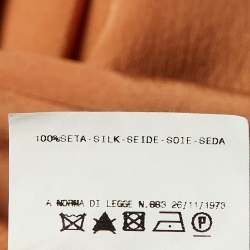 100%SETA-SILK-SEIDE-SOIE-SEDA
A NORMA DI LEGGE N.883 26/11/1973
P